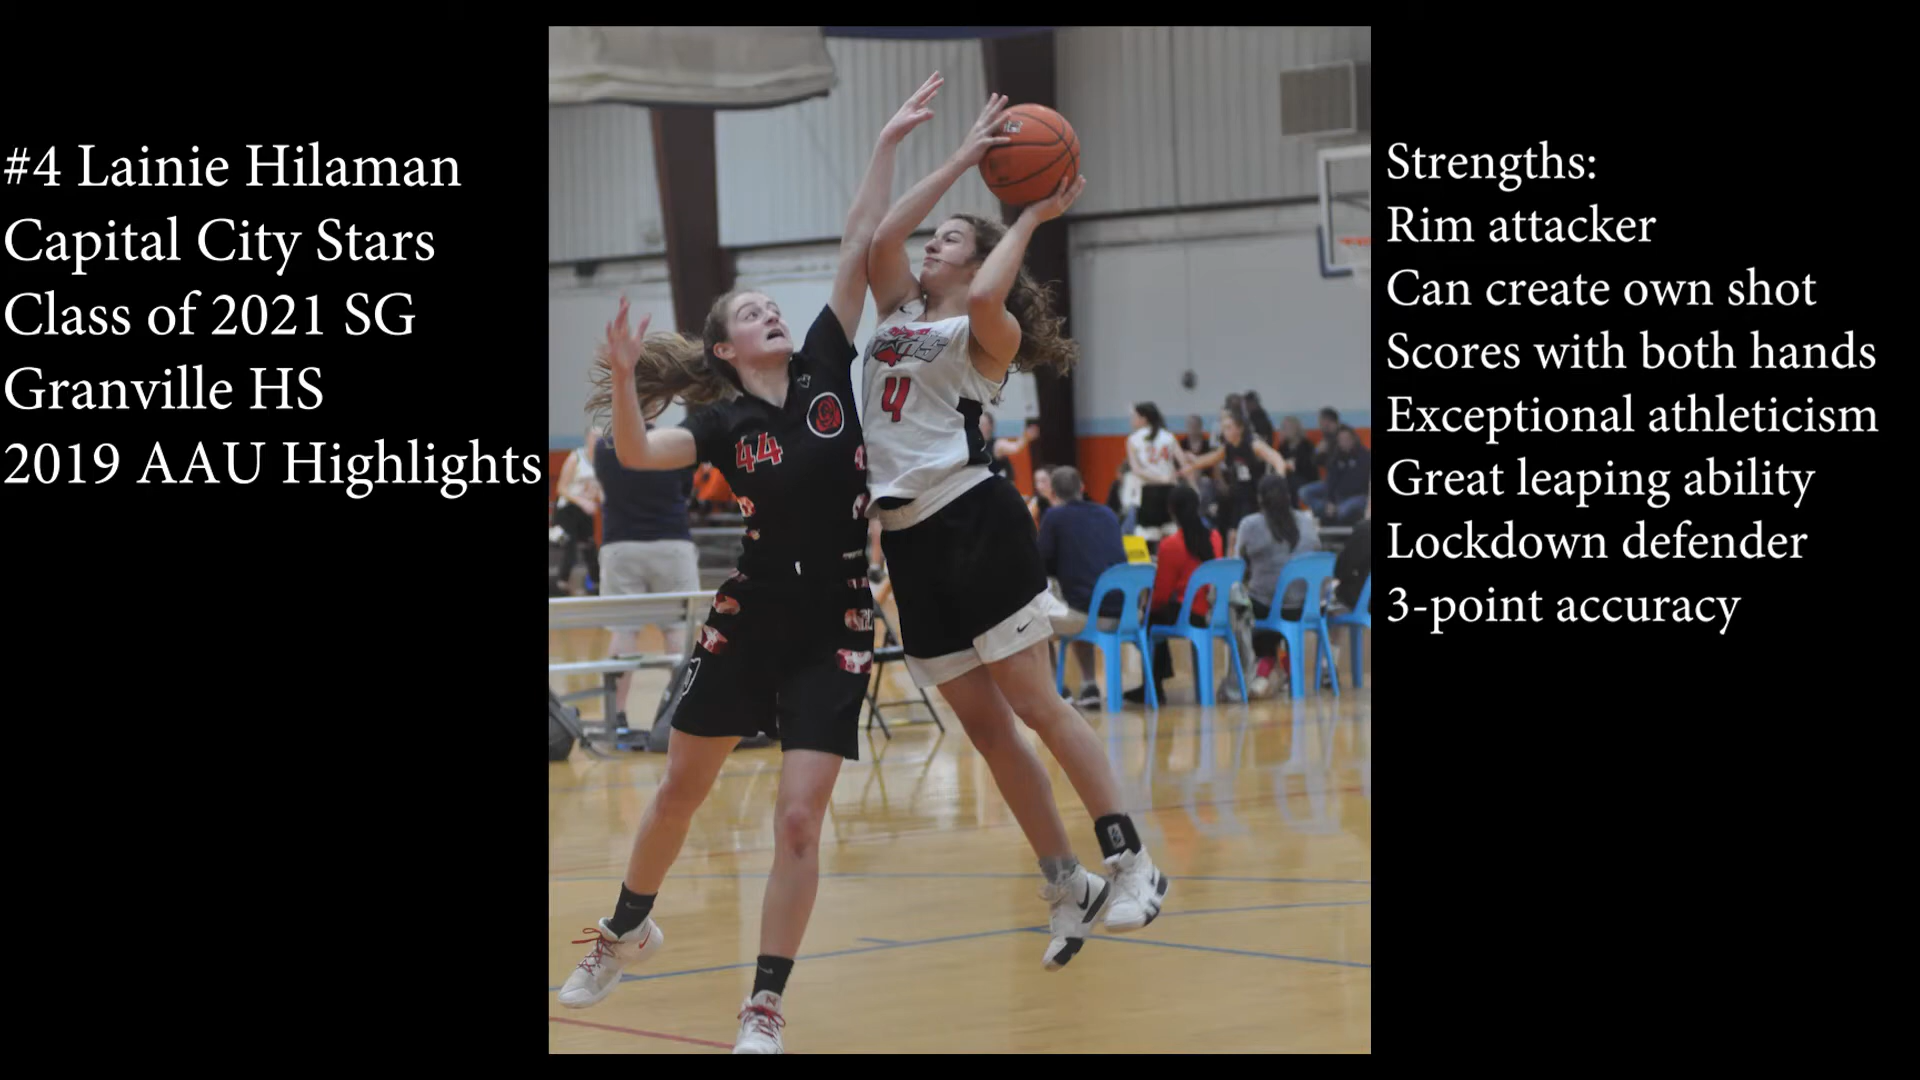 #4 Lainie Hilaman
Capital City Stars
Class of 2021 SG
Granville HS
2019 AAU Highlights
Strengths:
Rim attacker
Can create own shot
Scores with both hands
Exceptional athleticism
Great leaping ability
Lockdown defender
3-point accuracy
44
4
24